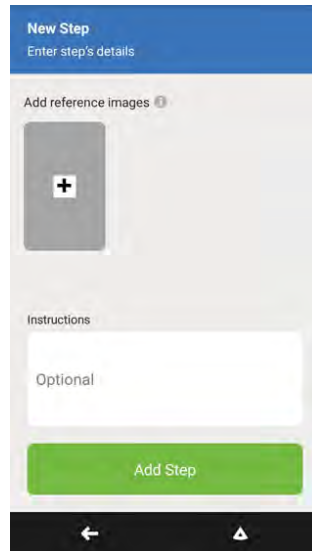 New Step
Enter step's details
Add reference images
Instructions
Optional
Add Step